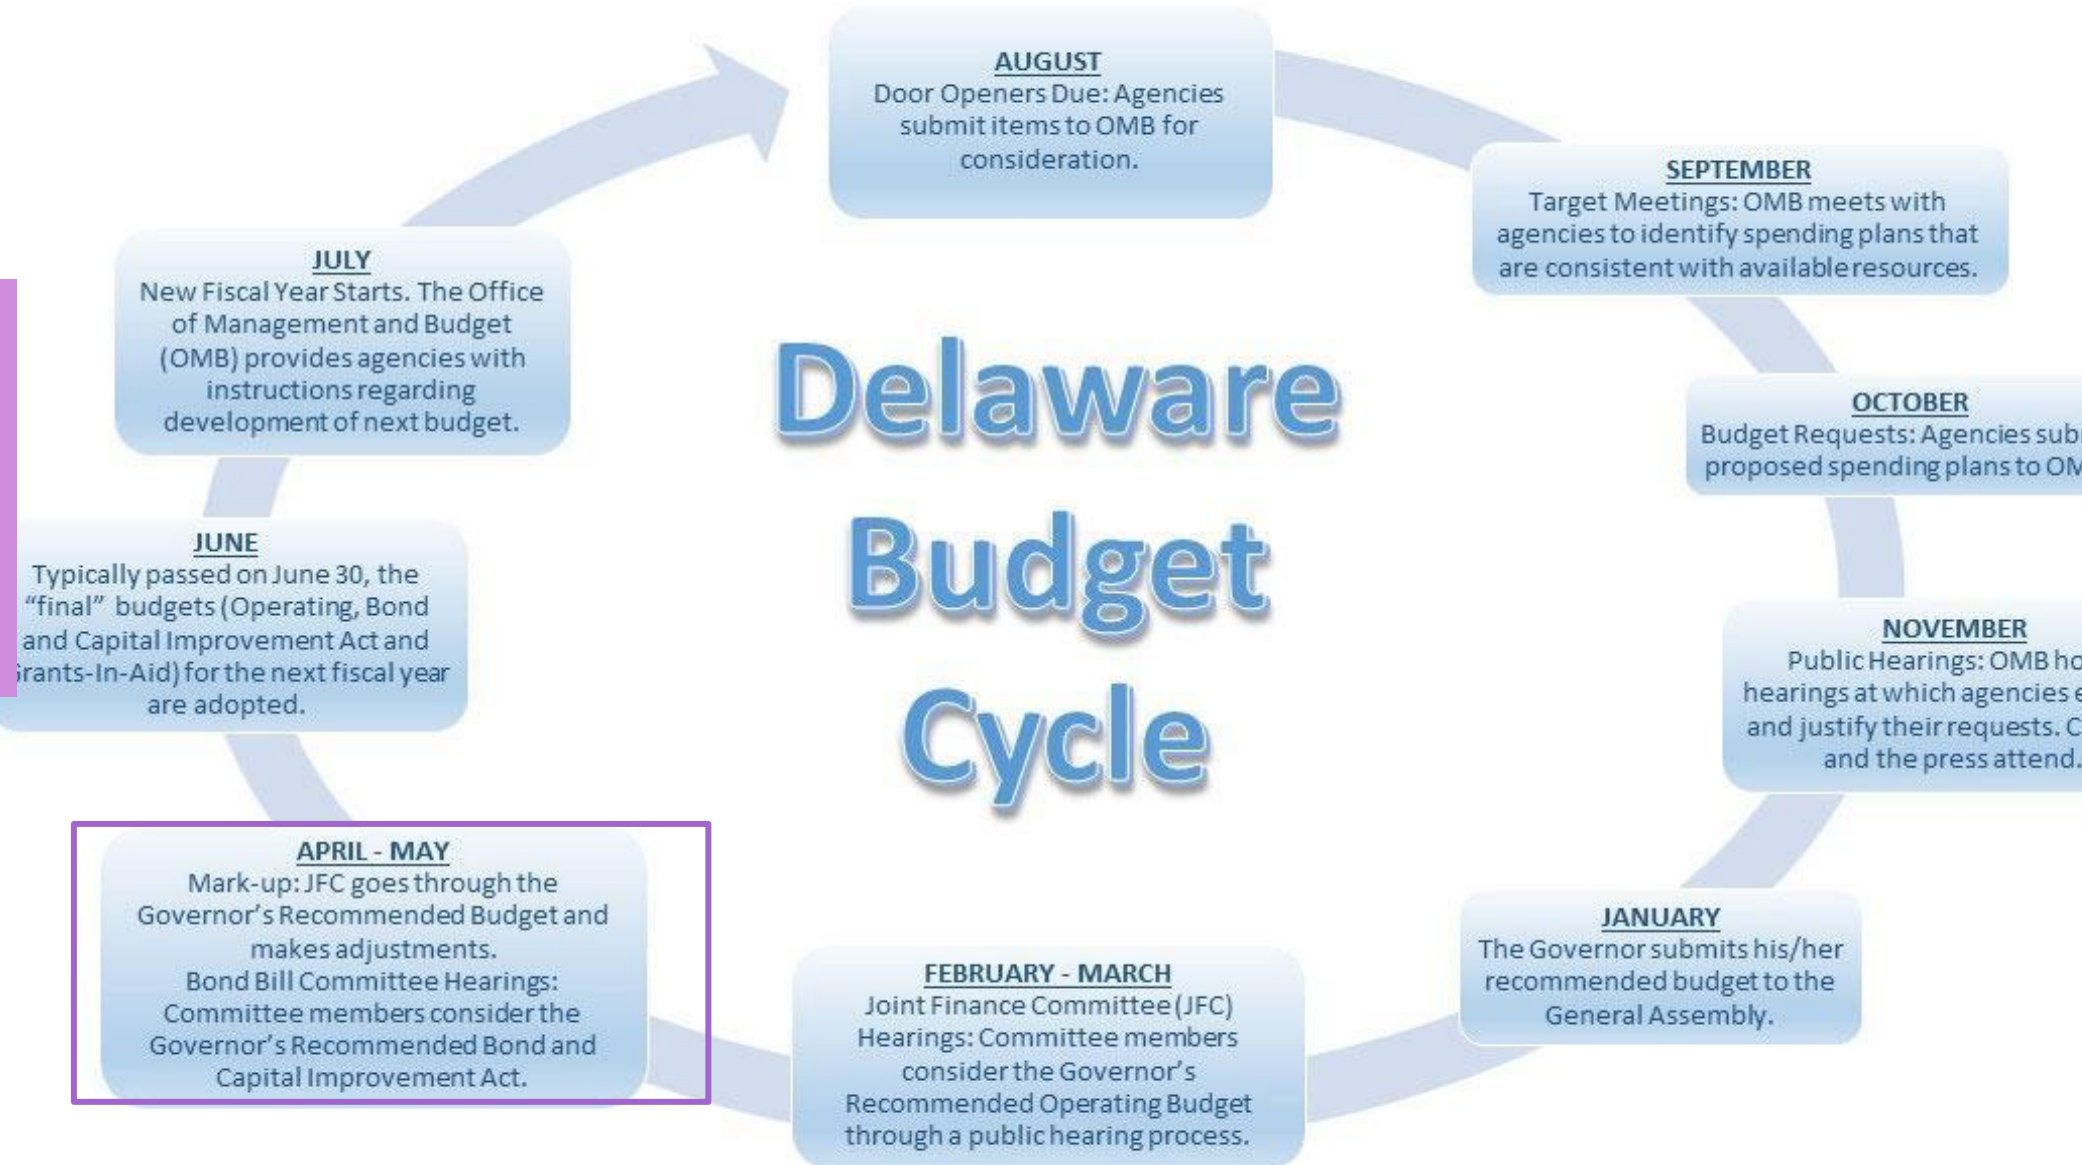 AUGUST
Door Openers Due: Agencies
submit items to OMB for
consideration.
SEPTEMBER
Target Meetings: OMB meets with
agencies to identify spending plans that
are consistent with available resources.
OCTOBER
Budget Requests: Agencies
proposed spending plans to
NOVEMBER
Public Hearings: OMB
hearings at which agencies
and justify their requests.
and the press attend.
JANUARY
The Governor submits his/her
recommended budget to the
General Assembly.
FEBRUARY - MARCH
Joint Finance Committee (JFC)
Hearings: Committee members
consider the Governor's
Recommended Operating Budget
through a public hearing process.
APRIL - MAY
Mark-up: JFC goes through the
Governor's Recommended Budget and
makes adjustments.
Bond Bill Committee Hearings:
Committee members consider the
Governor's Recommended Bond and
Capital Improvement Act.
JUNE
Typically passed on June 30, the
“final” budgets (Operating, Bond
and Capital Improvement Act and
for the next fiscal year
are adopted.
JULY
New Fiscal Year Starts. The Office
of Management and Budget
(OMB) provides agencies with
instructions regarding
development of next budget.
Delaware
Budget
Cycle